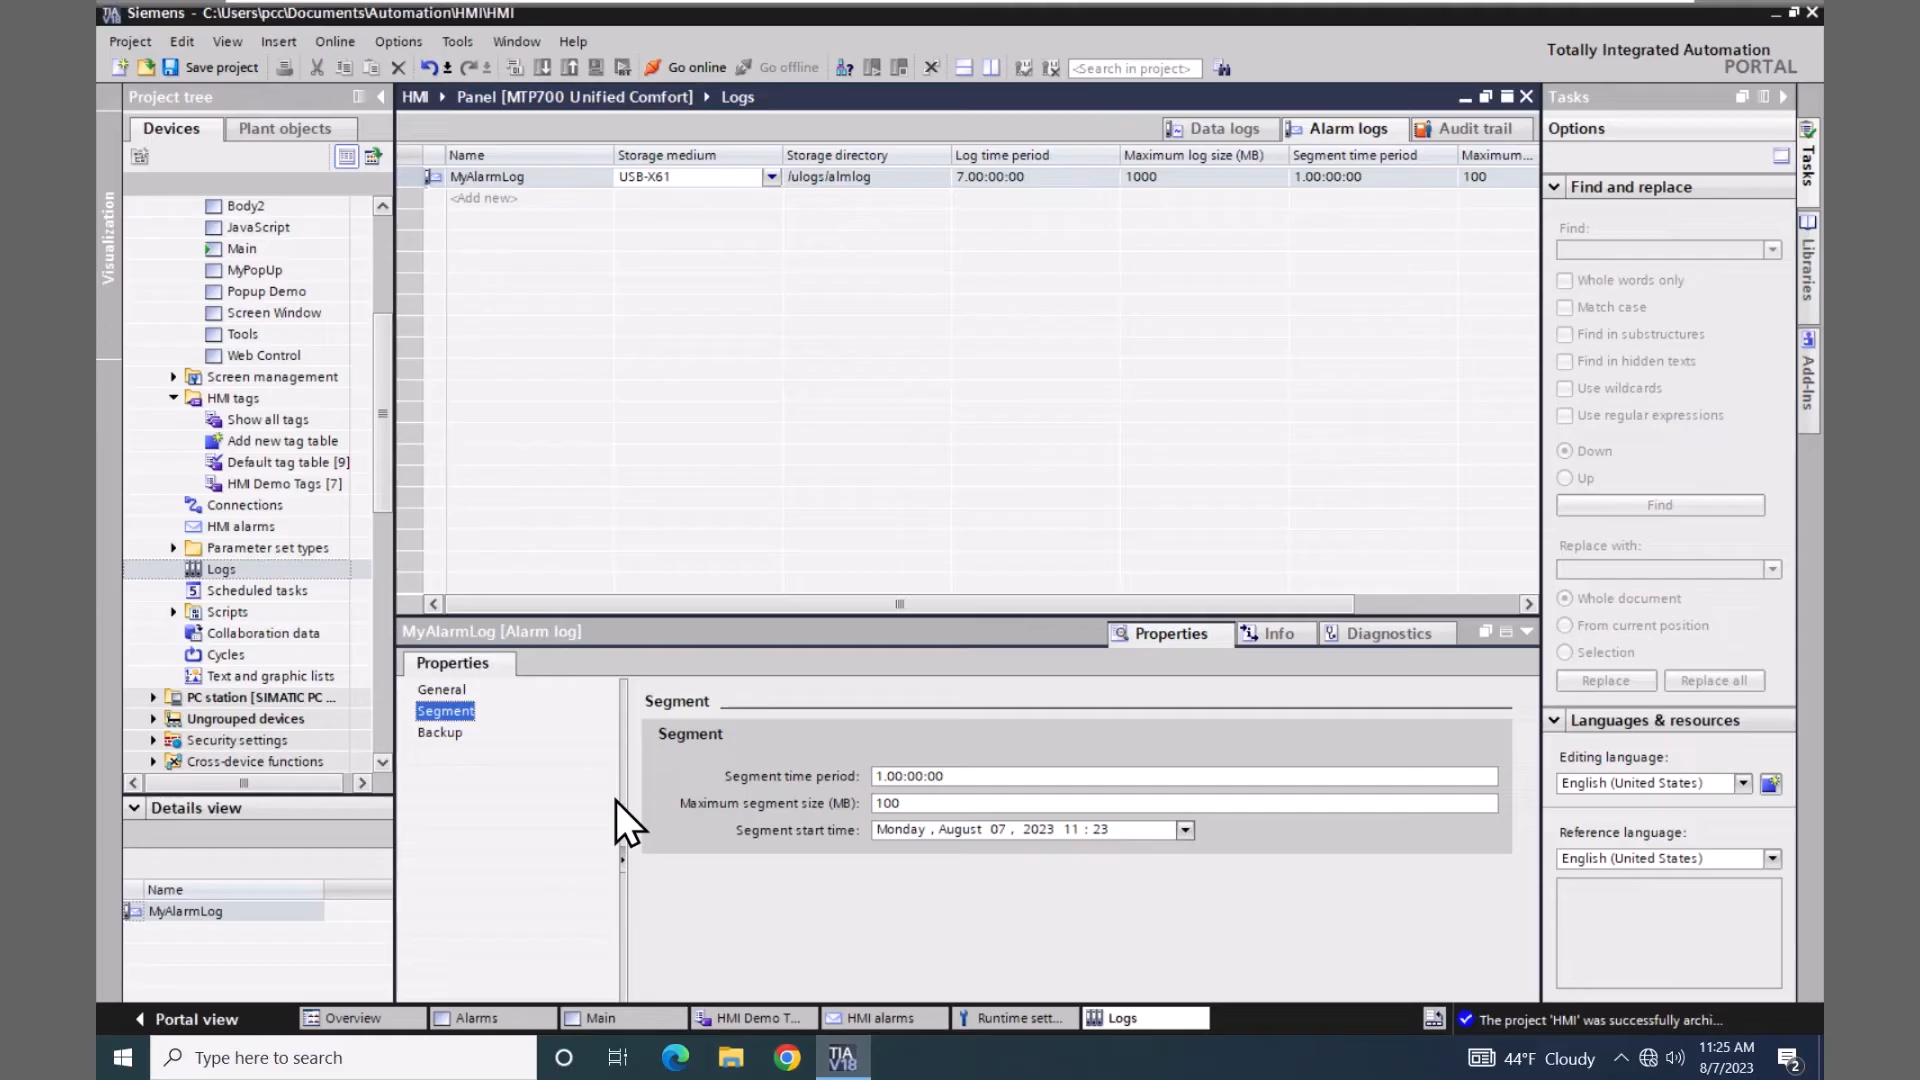 Siemens - C:\Users\pcc\Documents\Automation\HMI\HMI
Project Edit View Insert Online Options Tools Window Help
Totally Integrated Automation
PORTAL
Save project
Go online
Go offline
<Search in project>
Project tree
HMI
Panel [MTP700 Unified Comfort]
Logs
Tasks
Devices
Plant objects
Data logs
Alarm logs
Audit trail
Options
Name Storage medium Storage directory Log time period Maximum log size (MB) Segment time period Maximum...
MyAlarmLog USB-X61 /ulogs/almlog 7.00:00:00 1000 1.00:00:00 100
<Add new>
Visualization
Body2
JavaScript
Main
MyPopUp
Popup Demo
Screen Window
Tools
Web Control
Screen management
HMI tags
Show all tags
Add new tag table
Default tag table [9]
HMI Demo Tags [7]
Connections
HMI alarms
Parameter set types
Logs
Scheduled tasks
Scripts
Collaboration data
Cycles
Text and graphic lists
PC station [SIMATIC PC ...
Ungrouped devices
Security settings
Cross-device functions
Details view
Name
MyAlarmLog
MyAlarmLog [Alarm log]
Properties
Info
Diagnostics
Properties
General
Segment
Backup
Segment
Segment
Segment time period: 1.00:00:00
Maximum segment size (MB): 100
Segment start time: Monday , August 07 , 2023 11 : 23
Find and replace
Find:
Whole words only
Match case
Find in substructures
Find in hidden texts
Use wildcards
Use regular expressions
Down
Up
Find
Replace with:
Whole document
From current position
Selection
Replace
Replace all
Languages & resources
Editing language:
English (United States)
Reference language:
English (United States)
Tasks
Libraries
Add-Ins
Portal view
Overview
Alarms
Main
HMI Demo T...
HMI alarms
Runtime sett...
Logs
The project 'HMI' was successfully archi...
Type here to search
TIA
V18
44°F Cloudy
11:25 AM
8/7/2023
2